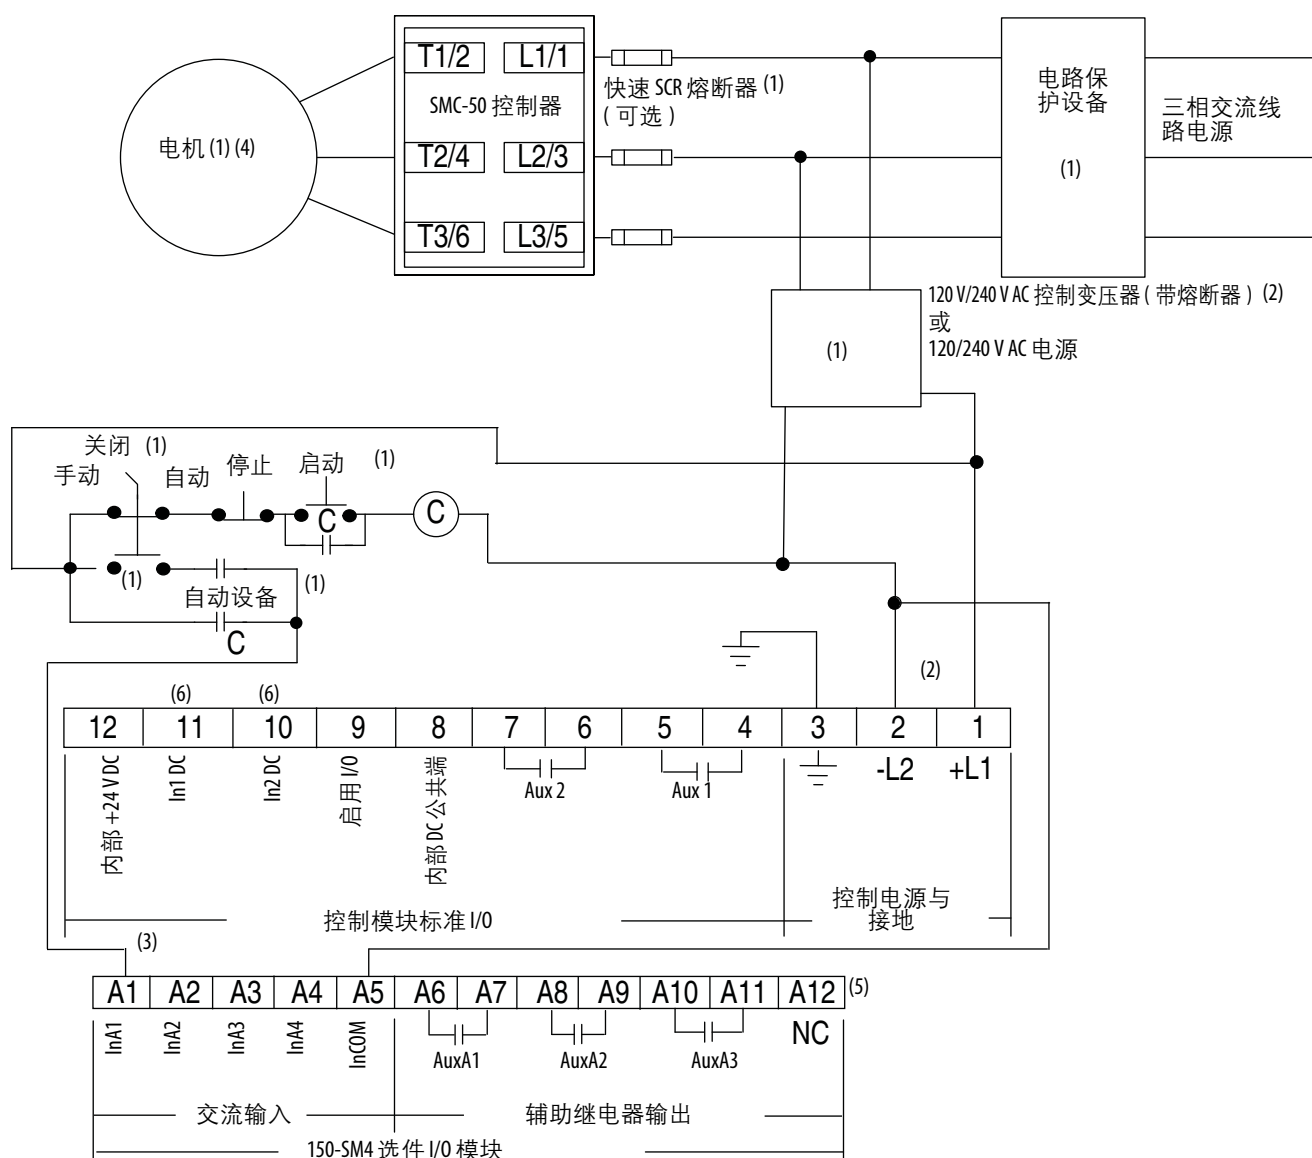 T1/2
L1/1
SMC-50 控制器
T2/4
L2/3
T3/6
L3/5
电机 (1) (4)
快速 SCR 熔断器 (1)
( 可选 )
电路保
护设备
(1)
三相交流线
路电源
120 V/240 V AC 控制变压器 ( 带熔断器 ) (2)
或
120/240 V AC 电源
(1)
关闭 (1)
手动
自动
停止
启动
(1)
C
C
(1)
(1)
自动设备
C
(2)
(6)
(6)
12
11
10
9
8
7
6
5
4
3
2
1
内部 +24 V DC
In1 DC
In2 DC
启用 I/O
内部 DC 公共端
Aux 2
Aux 1
-L2
+L1
控制模块标准 I/O
控制电源与
接地
(3)
A1
A2
A3
A4
A5
A6
A7
A8
A9
A10
A11
A12
(5)
InA1
InA2
InA3
InA4
InCOM
AuxA1
AuxA2
AuxA3
NC
交流输入
辅助继电器输出
150-SM4 选件 I/0 模块